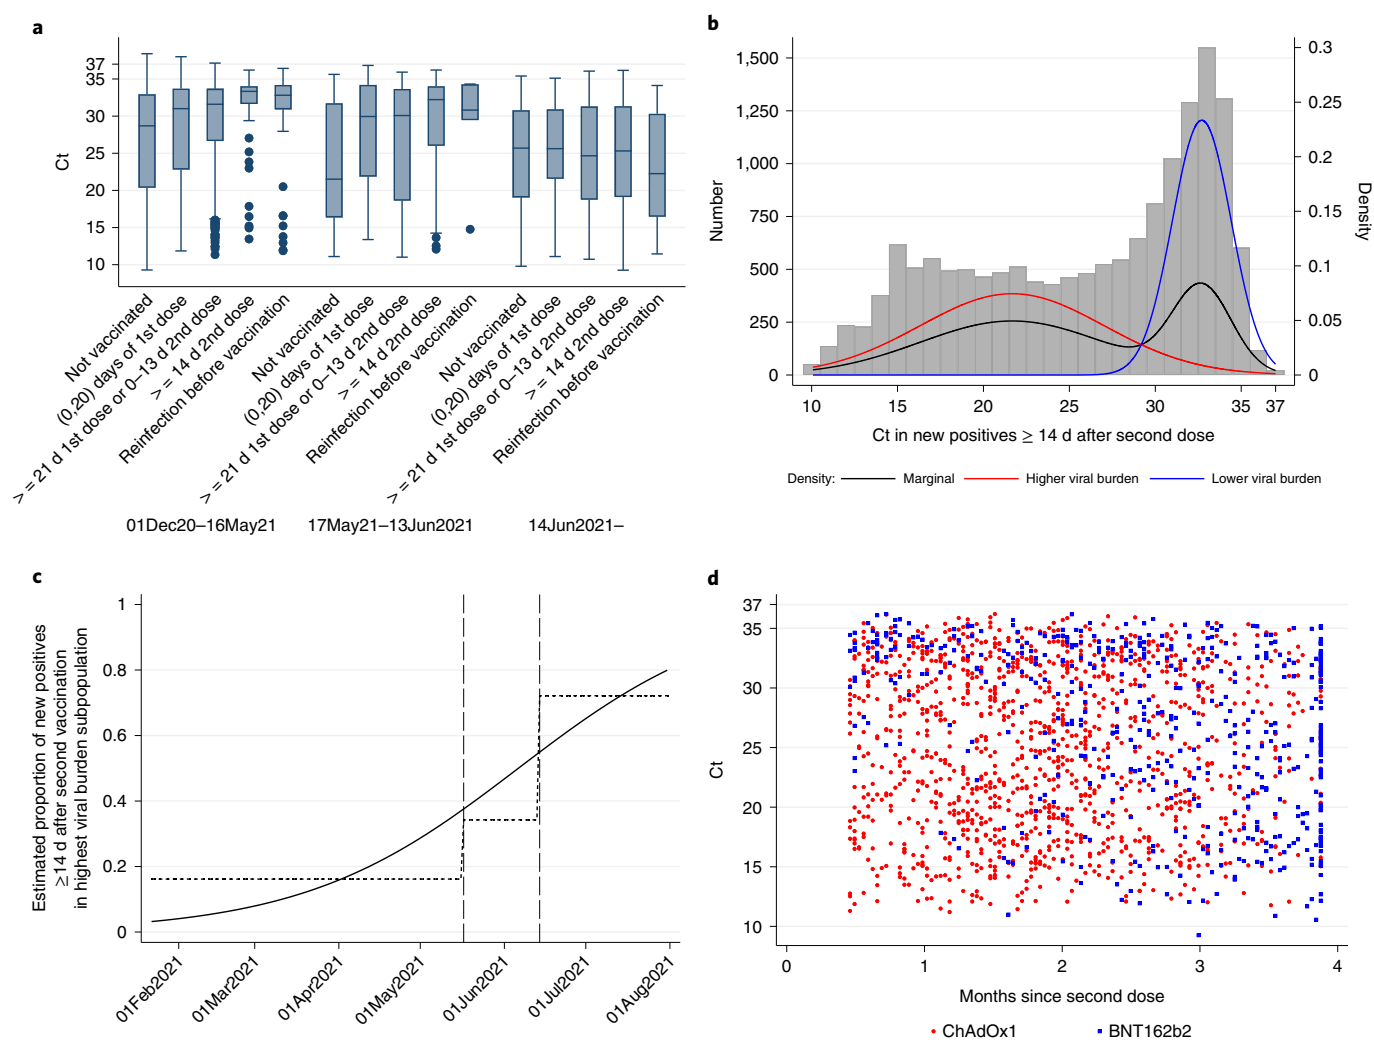 a
37
35
30
25
20
15
10
Ct
Not vaccinated
(0,20) days of 1st dose
> = 21 d 1st dose or 0–13 d 2nd dose
> = 14 d 2nd dose
Reinfection before vaccination
Not vaccinated
(0,20) days of 1st dose
> = 21 d 1st dose or 0–13 d 2nd dose
> = 14 d 2nd dose
Reinfection before vaccination
Not vaccinated
(0,20) days of 1st dose
> = 21 d 1st dose or 0–13 d 2nd dose
> = 14 d 2nd dose
Reinfection before vaccination
01Dec20–16May21
17May21–13Jun2021
14Jun2021–
b
1,500
1,250
1,000
750
500
250
0
Number
0.3
0.25
0.2
0.15
0.1
0.05
0
Density
10 15 20 25 30 35 37
Ct in new positives ≥ 14 d after second dose
Density: Marginal Higher viral burden Lower viral burden
c
1
0.8
0.6
0.4
0.2
0
Estimated proportion of new positives
≥14 d after second vaccination
in highest viral burden subpopulation
01Feb2021
01Mar2021
01Apr2021
01May2021
01Jun2021
01Jul2021
01Aug2021
d
37
35
30
25
20
15
10
Ct
0 1 2 3 4
Months since second dose
ChAdOx1 BNT162b2